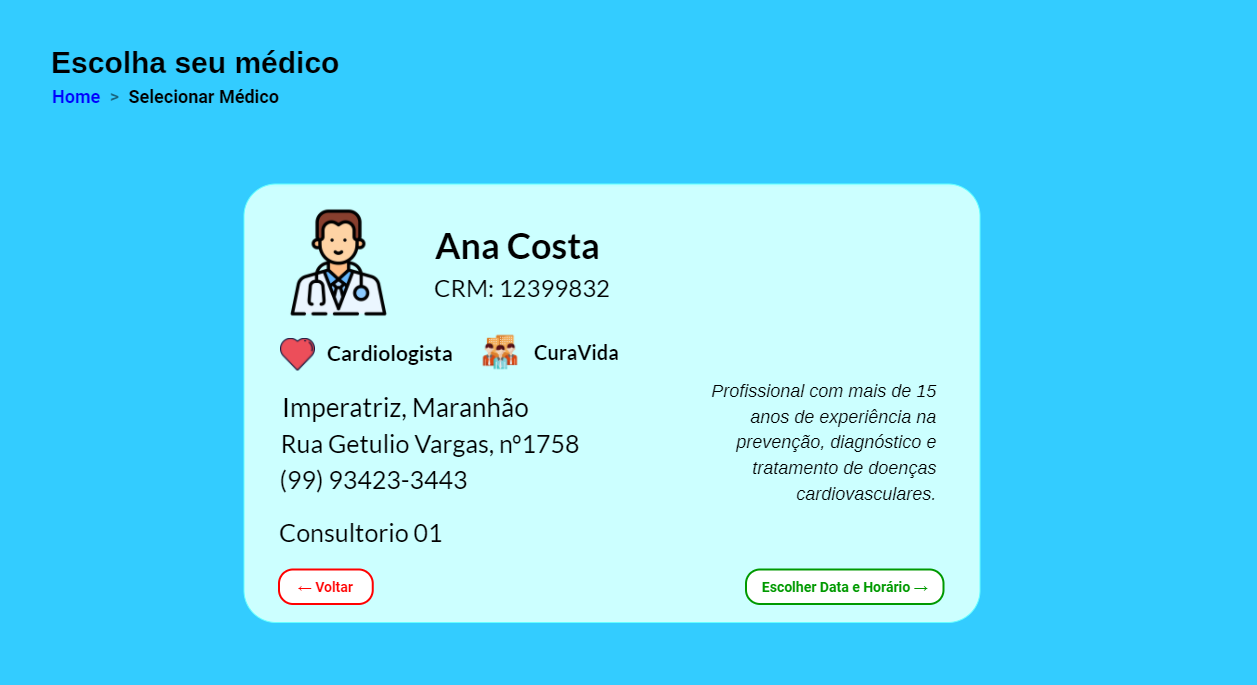 Escolha seu médico
Home > Selecionar Médico
Ana Costa
CRM: 12399832
Cardiologista
CuraVida
Imperatriz, Maranhão
Rua Getulio Vargas, nº1758
(99) 93423-3443
Consultorio 01
Profissional com mais de 15
anos de experiência na
prevenção, diagnóstico e
tratamento de doenças
cardiovasculares.
← Voltar
Escolher Data e Horário →